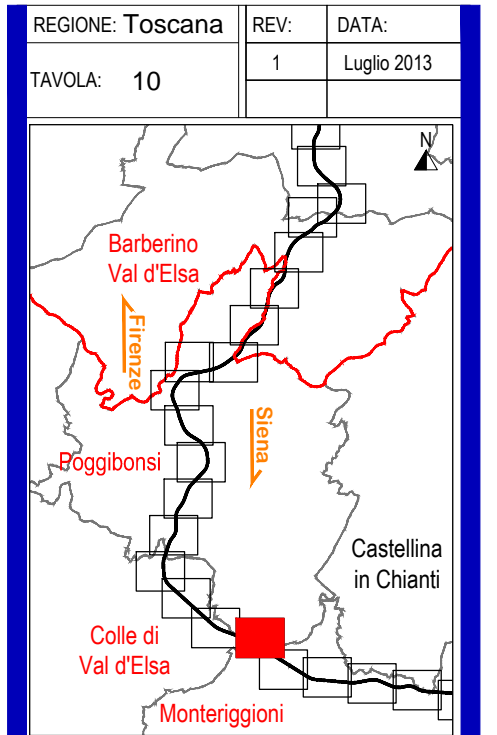 REGIONE: Toscana
REV:
DATA:
1
Luglio 2013
TAVOLA: 10
N
Barberino
Val d'Elsa
Firenze
Siena
Poggibonsi
Castellina
in Chianti
Colle di
Val d'Elsa
Monteriggioni